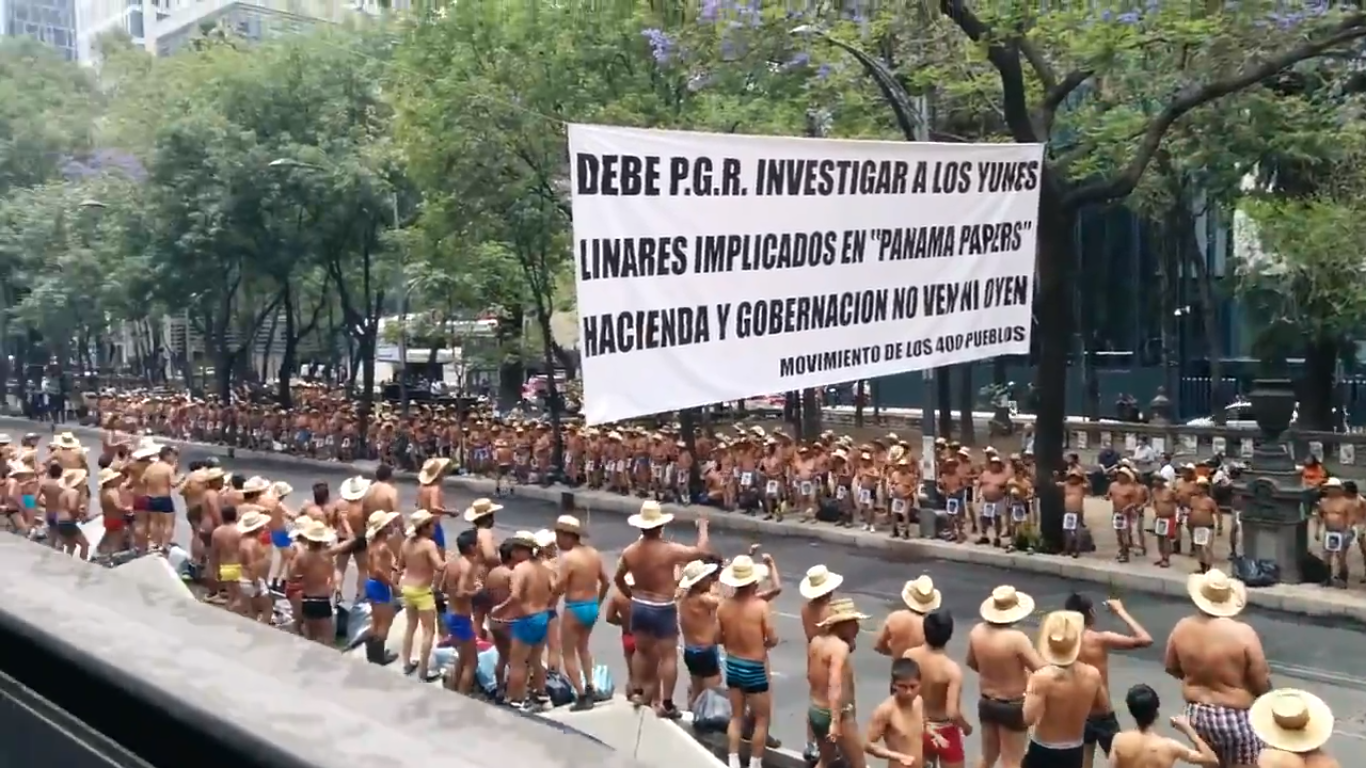 DEBE P.G.R. INVESTIGAR A LOS YUNES
LINARES IMPLICADOS EN "PANAMA PAPERS"
HACIENDA Y GOBERNACION NO VEN NI OYEN
MOVIMIENTO DE LOS 400 PUEBLOS